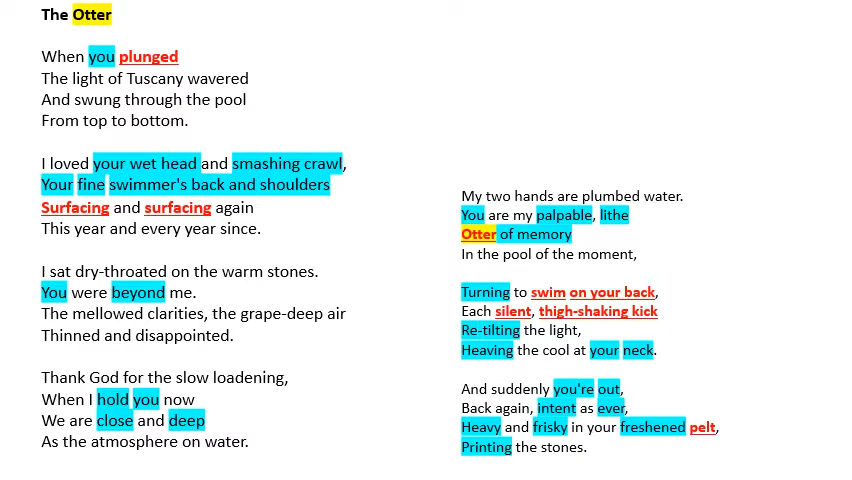 The Otter
When you plunged
The light of Tuscany wavered
And swung through the pool
From top to bottom.
I loved your wet head and smashing crawl,
Your fine swimmer's back and shoulders
Surfacing and surfacing again
This year and every year since.
I sat dry-throated on the warm stones.
You were beyond me.
The mellowed clarities, the grape-deep air
Thinned and disappointed.
Thank God for the slow loadening,
When I hold you now
We are close and deep
As the atmosphere on water.
My two hands are plumbed water.
You are my palpable, lithe
Otter of memory
In the pool of the moment,
Turning to swim on your back,
Each silent, thigh-shaking kick
Re-tilting the light,
Heaving the cool at your neck.
And suddenly you're out,
Back again, intent as ever,
Heavy and frisky in your freshened pelt,
Printing the stones.